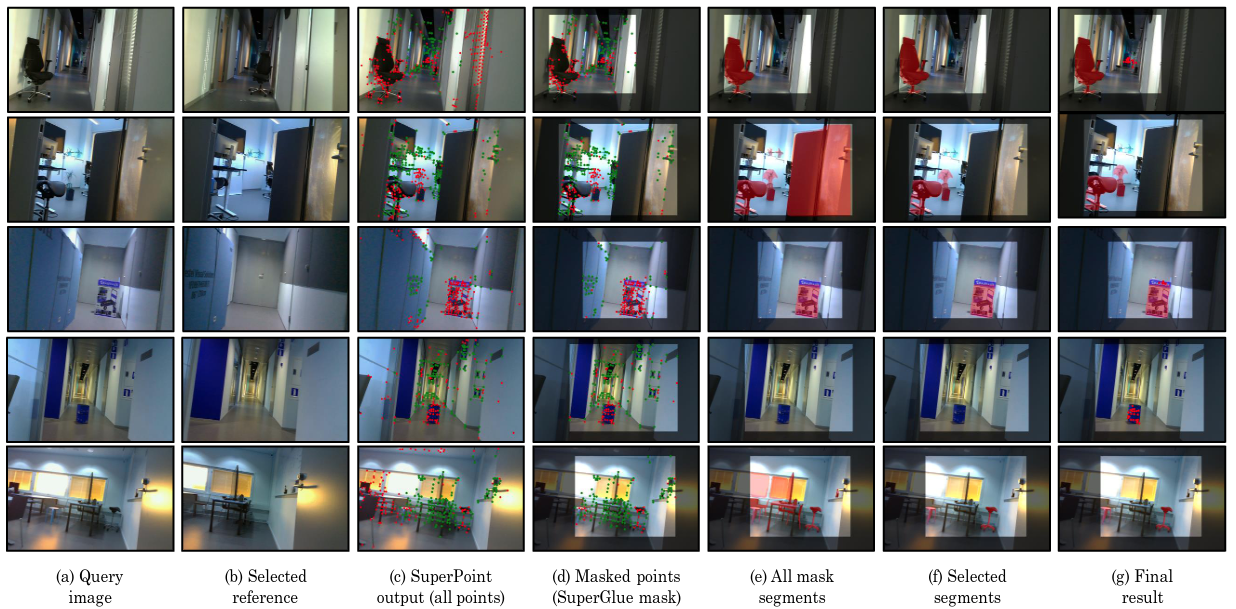 (a) Query
image
(b) Selected
reference
(c) SuperPoint
output (all points)
(d) Masked points
(SuperGlue mask)
(e) All mask
segments
(f) Selected
segments
(g) Final
result